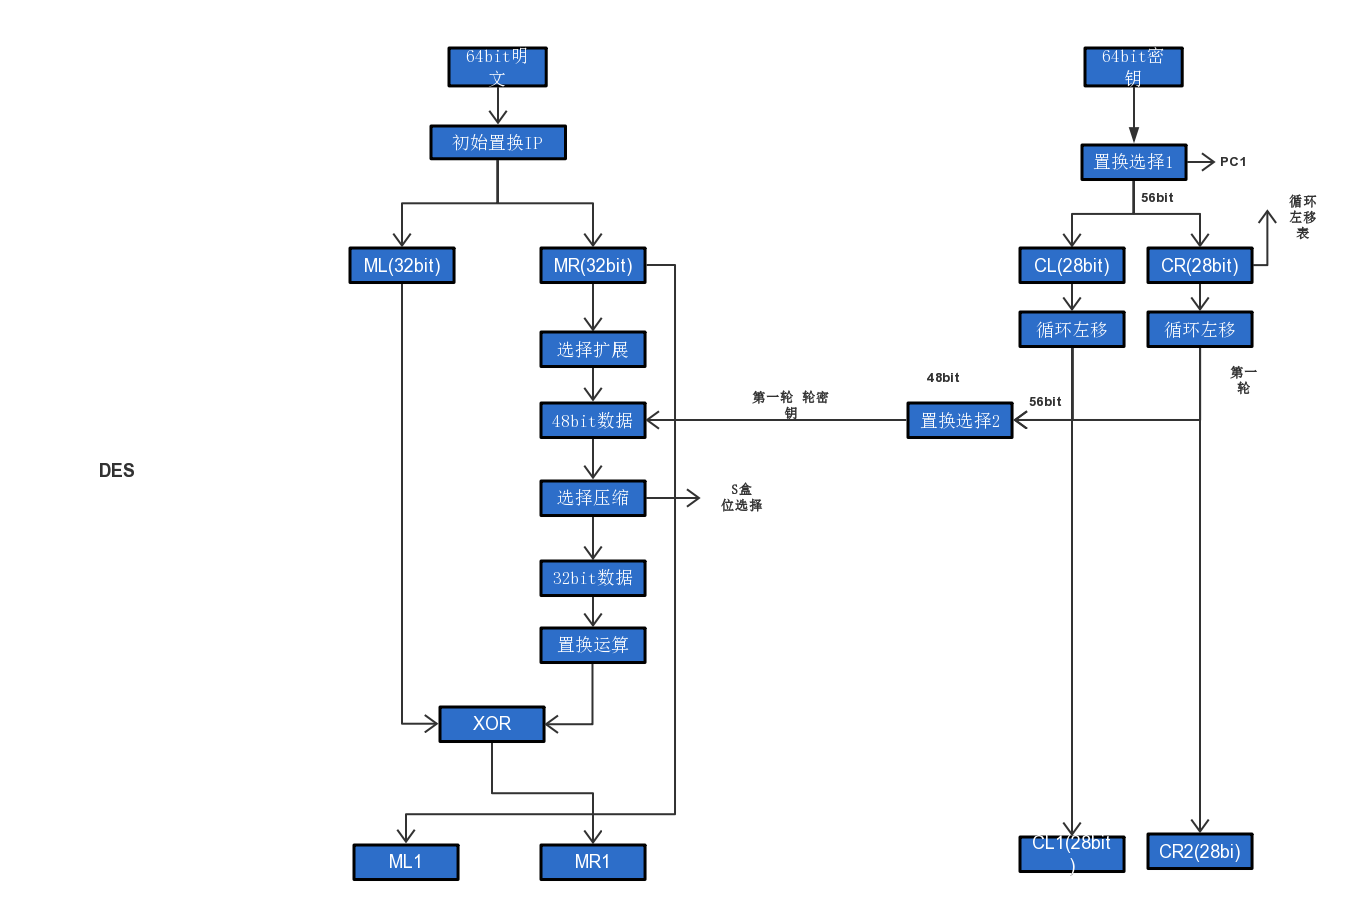 64bit明
文
64bit密
钥
初始置换IP
置换选择1
PC1
56bit
循环
左移
表
ML(32bit)
MR(32bit)
CL(28bit)
CR(28bit)
循环左移
循环左移
选择扩展
第一
轮
48bit
56bit
第一轮 轮密
钥
48bit数据
置换选择2
DES
选择压缩
S盒
位选择
32bit数据
置换运算
XOR
ML1
MR1
CL1(28bit
)
CR2(28bi)